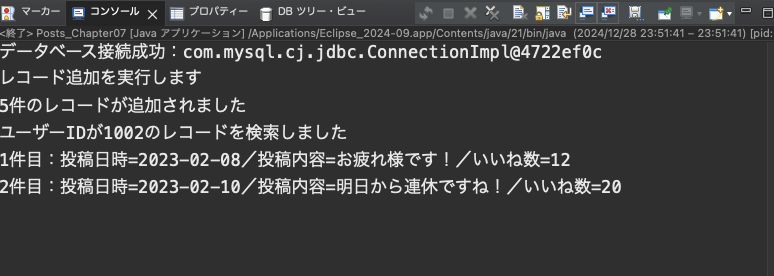 マーカー コンソール プロパティー DB ツリー・ビュー
<終了> Posts_Chapter07 [Java アプリケーション] /Applications/Eclipse_2024-09.app/Contents/java/21/bin/java (2024/12/28 23:51:41 – 23:51:41) [pid:
データベース接続成功：com.mysql.cj.jdbc.ConnectionImpl@4722ef0c
レコード追加を実行します
5件のレコードが追加されました
ユーザーIDが1002のレコードを検索しました
1件目：投稿日時=2023-02-08／投稿内容=お疲れ様です！／いいね数=12
2件目：投稿日時=2023-02-10／投稿内容=明日から連休ですね！／いいね数=20